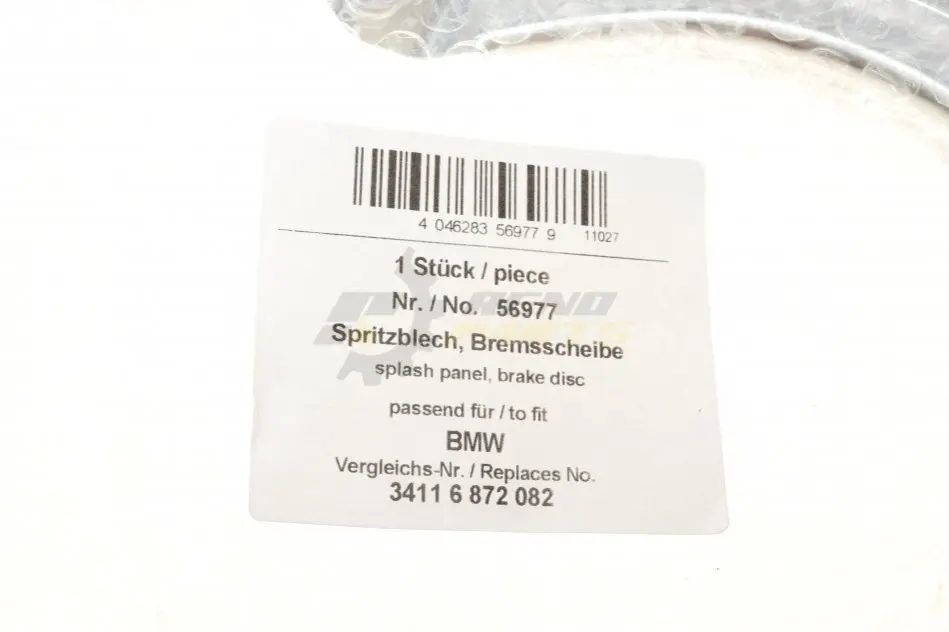 4 046283 56977 9 11027
1 Stück / piece
Nr. / No. 56977
Spritzblech, Bremsscheibe
splash panel, brake disc
passend für / to fit
BMW
Vergleichs-Nr. / Replaces No.
3411 6 872 082